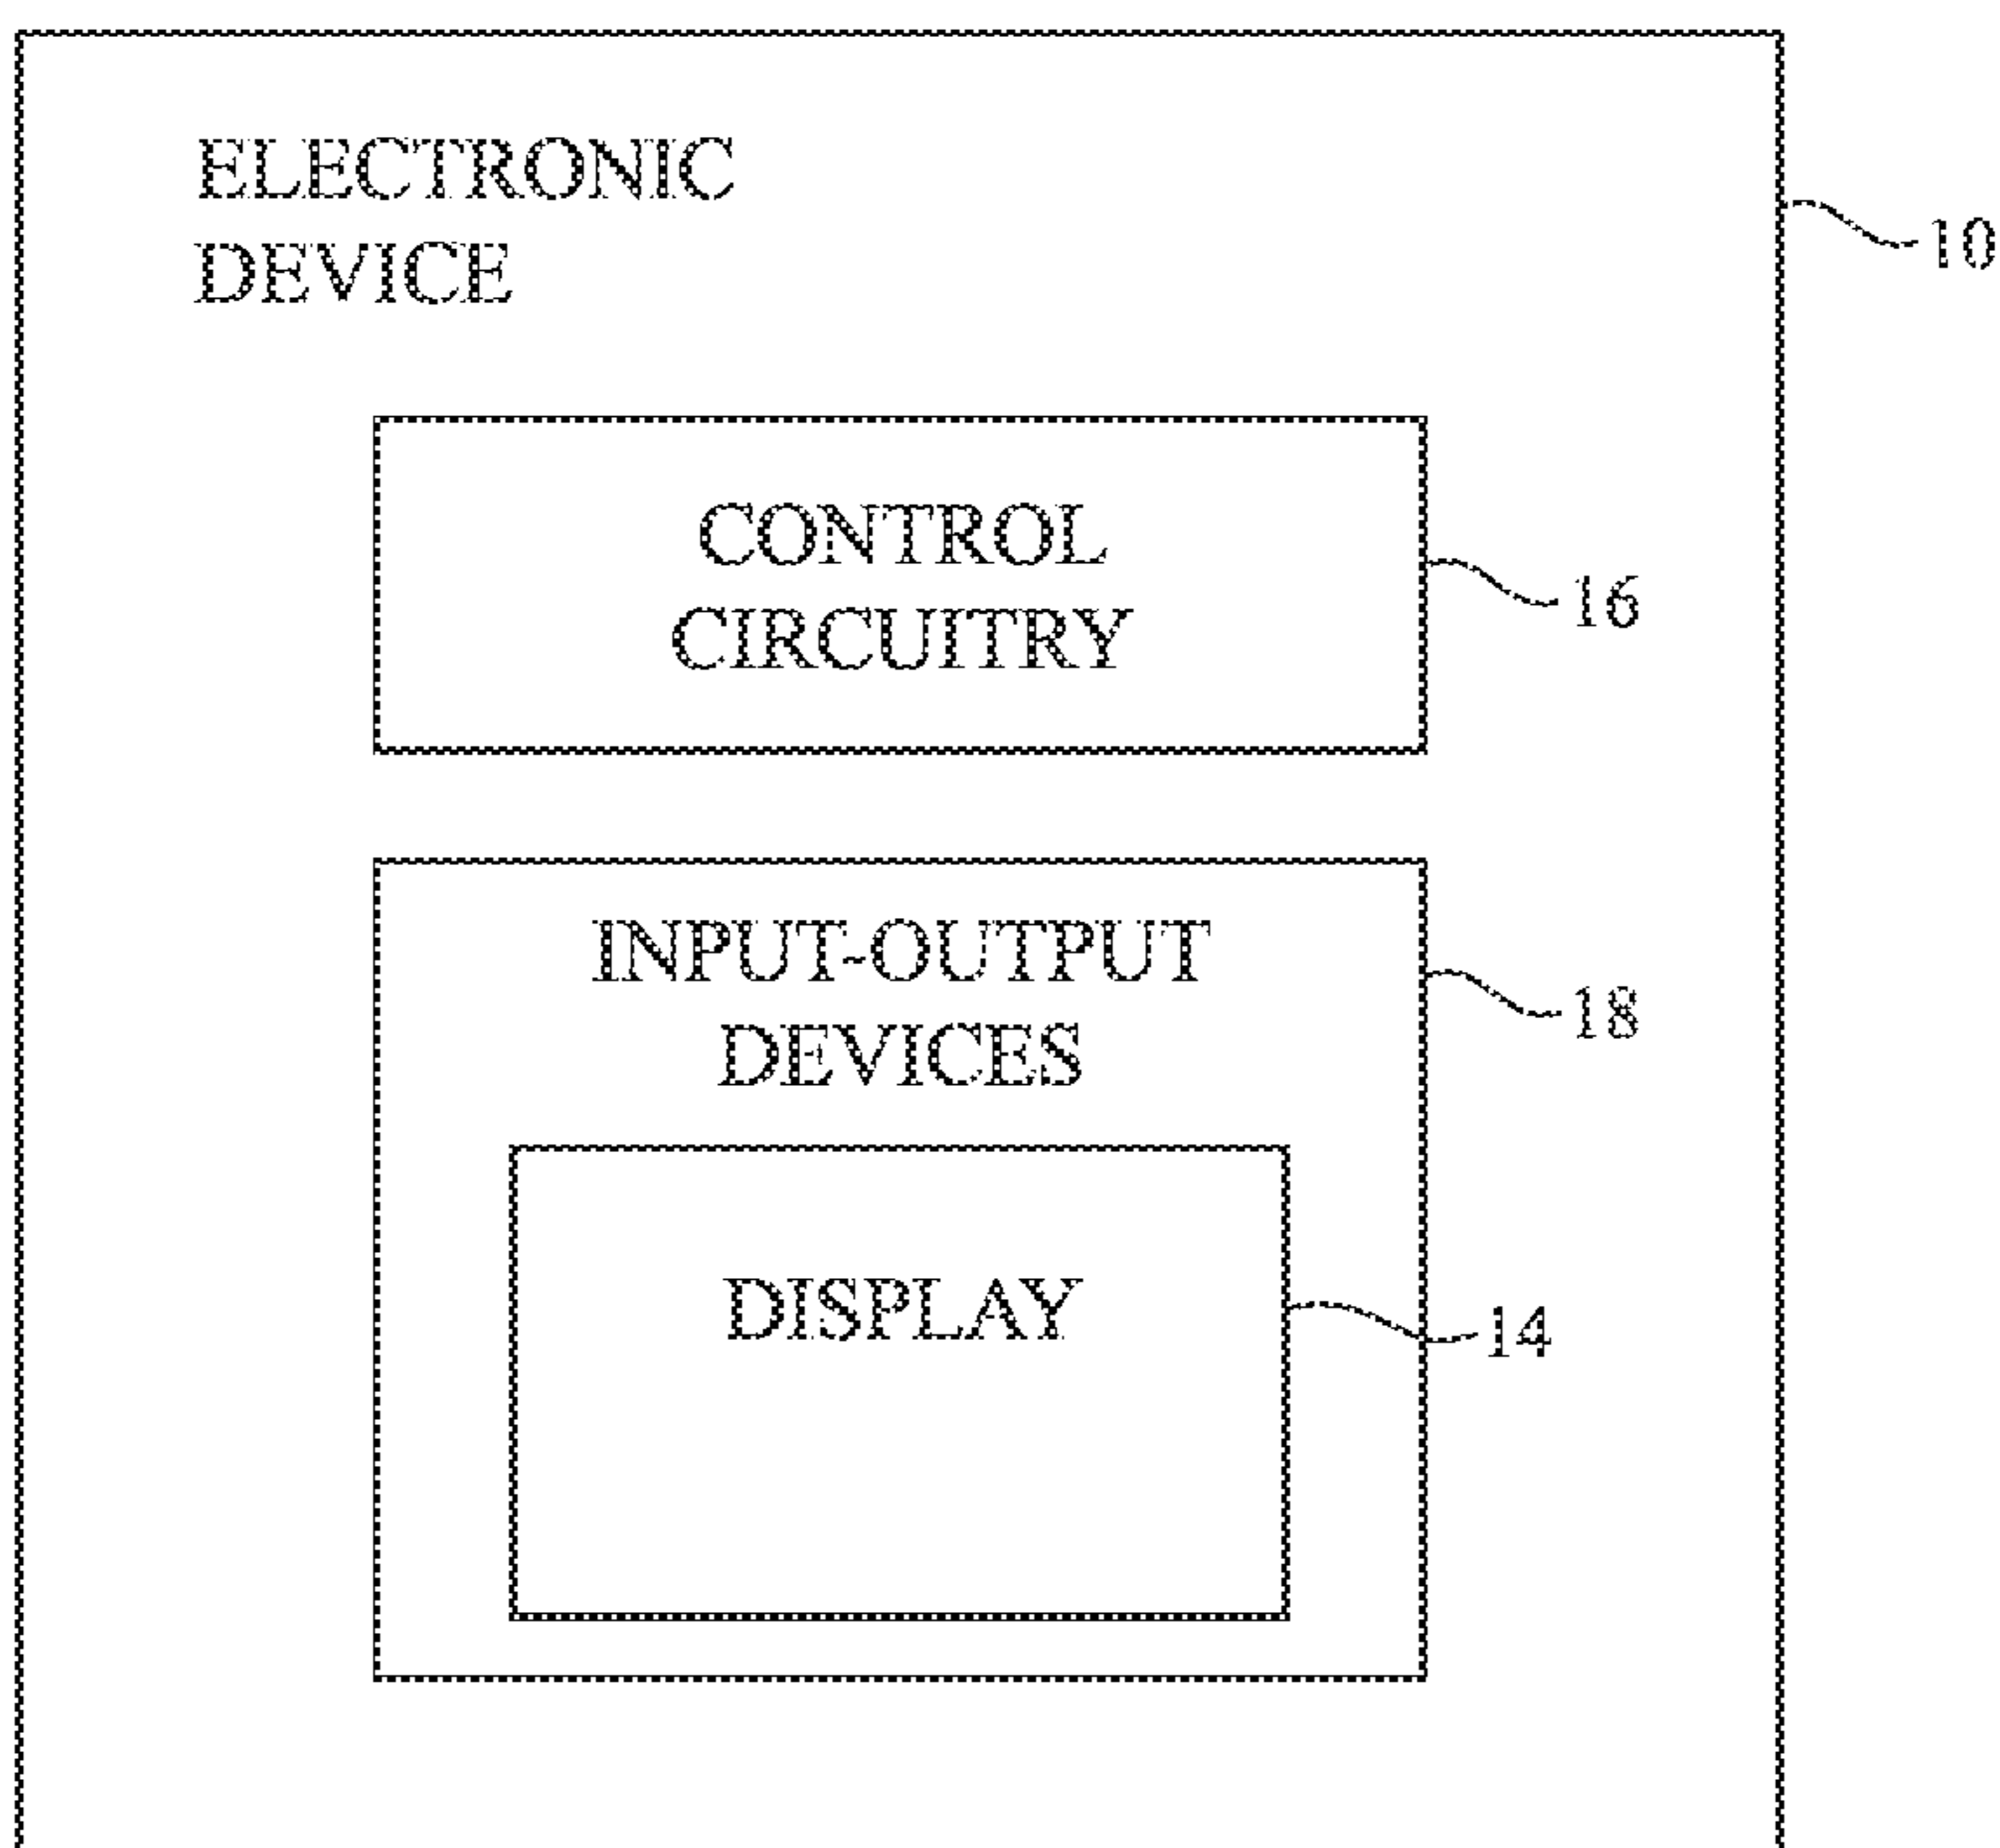 ELECTRONIC
DEVICE
10
CONTROL
CIRCUITRY
16
INPUT-OUTPUT
DEVICES
18
DISPLAY
14